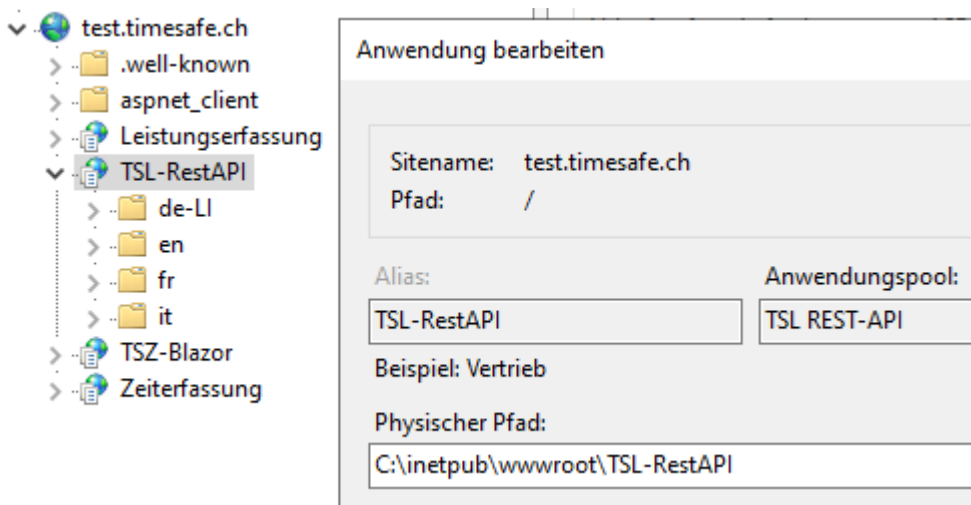 test.timesafe.ch
.well-known
aspnet_client
Leistungserfassung
TSL-RestAPI
de-LI
en
fr
it
TSZ-Blazor
Zeiterfassung
Anwendung bearbeiten
Sitename: test.timesafe.ch
Pfad: /
Alias: Anwendungspool:
TSL-RestAPI TSL REST-API
Beispiel: Vertrieb
Physischer Pfad:
C:\inetpub\wwwroot\TSL-RestAPI